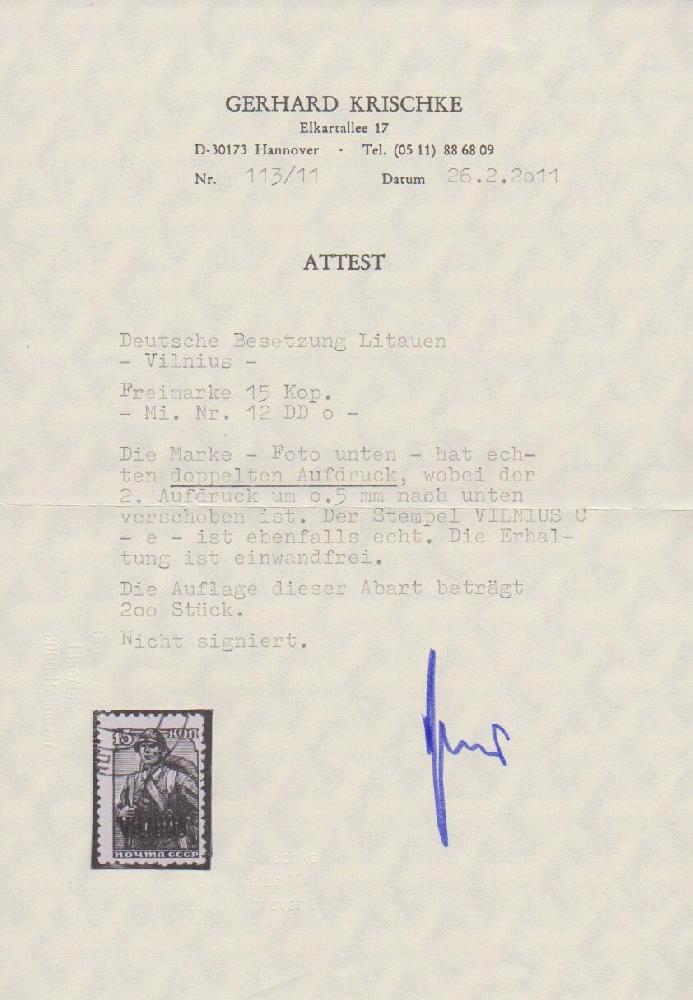 GERHARD KRISCHKE
Elkartallee 17
D-30173 Hannover · Tel. (05 11) 88 68 09
Nr. 113/11 Datum 26.2.2o11
ATTEST
Deutsche Besetzung Litauen
- Vilnius -
Freimarke 15 Kop.
- Mi. Nr. 12 DD o -
Die Marke - Foto unten - hat ech-
ten doppelten Aufdruck, wobei der
2. Aufdruck um o.5 mm nach unten
verschoben ist. Der Stempel VILNIUS C
- e - ist ebenfalls echt. Die Erhal-
tung ist einwandfrei.
Die Auflage dieser Abart beträgt
2oo Stück.
Nicht signiert.
15 КОП
VILNIUS
ПОЧТА СССР